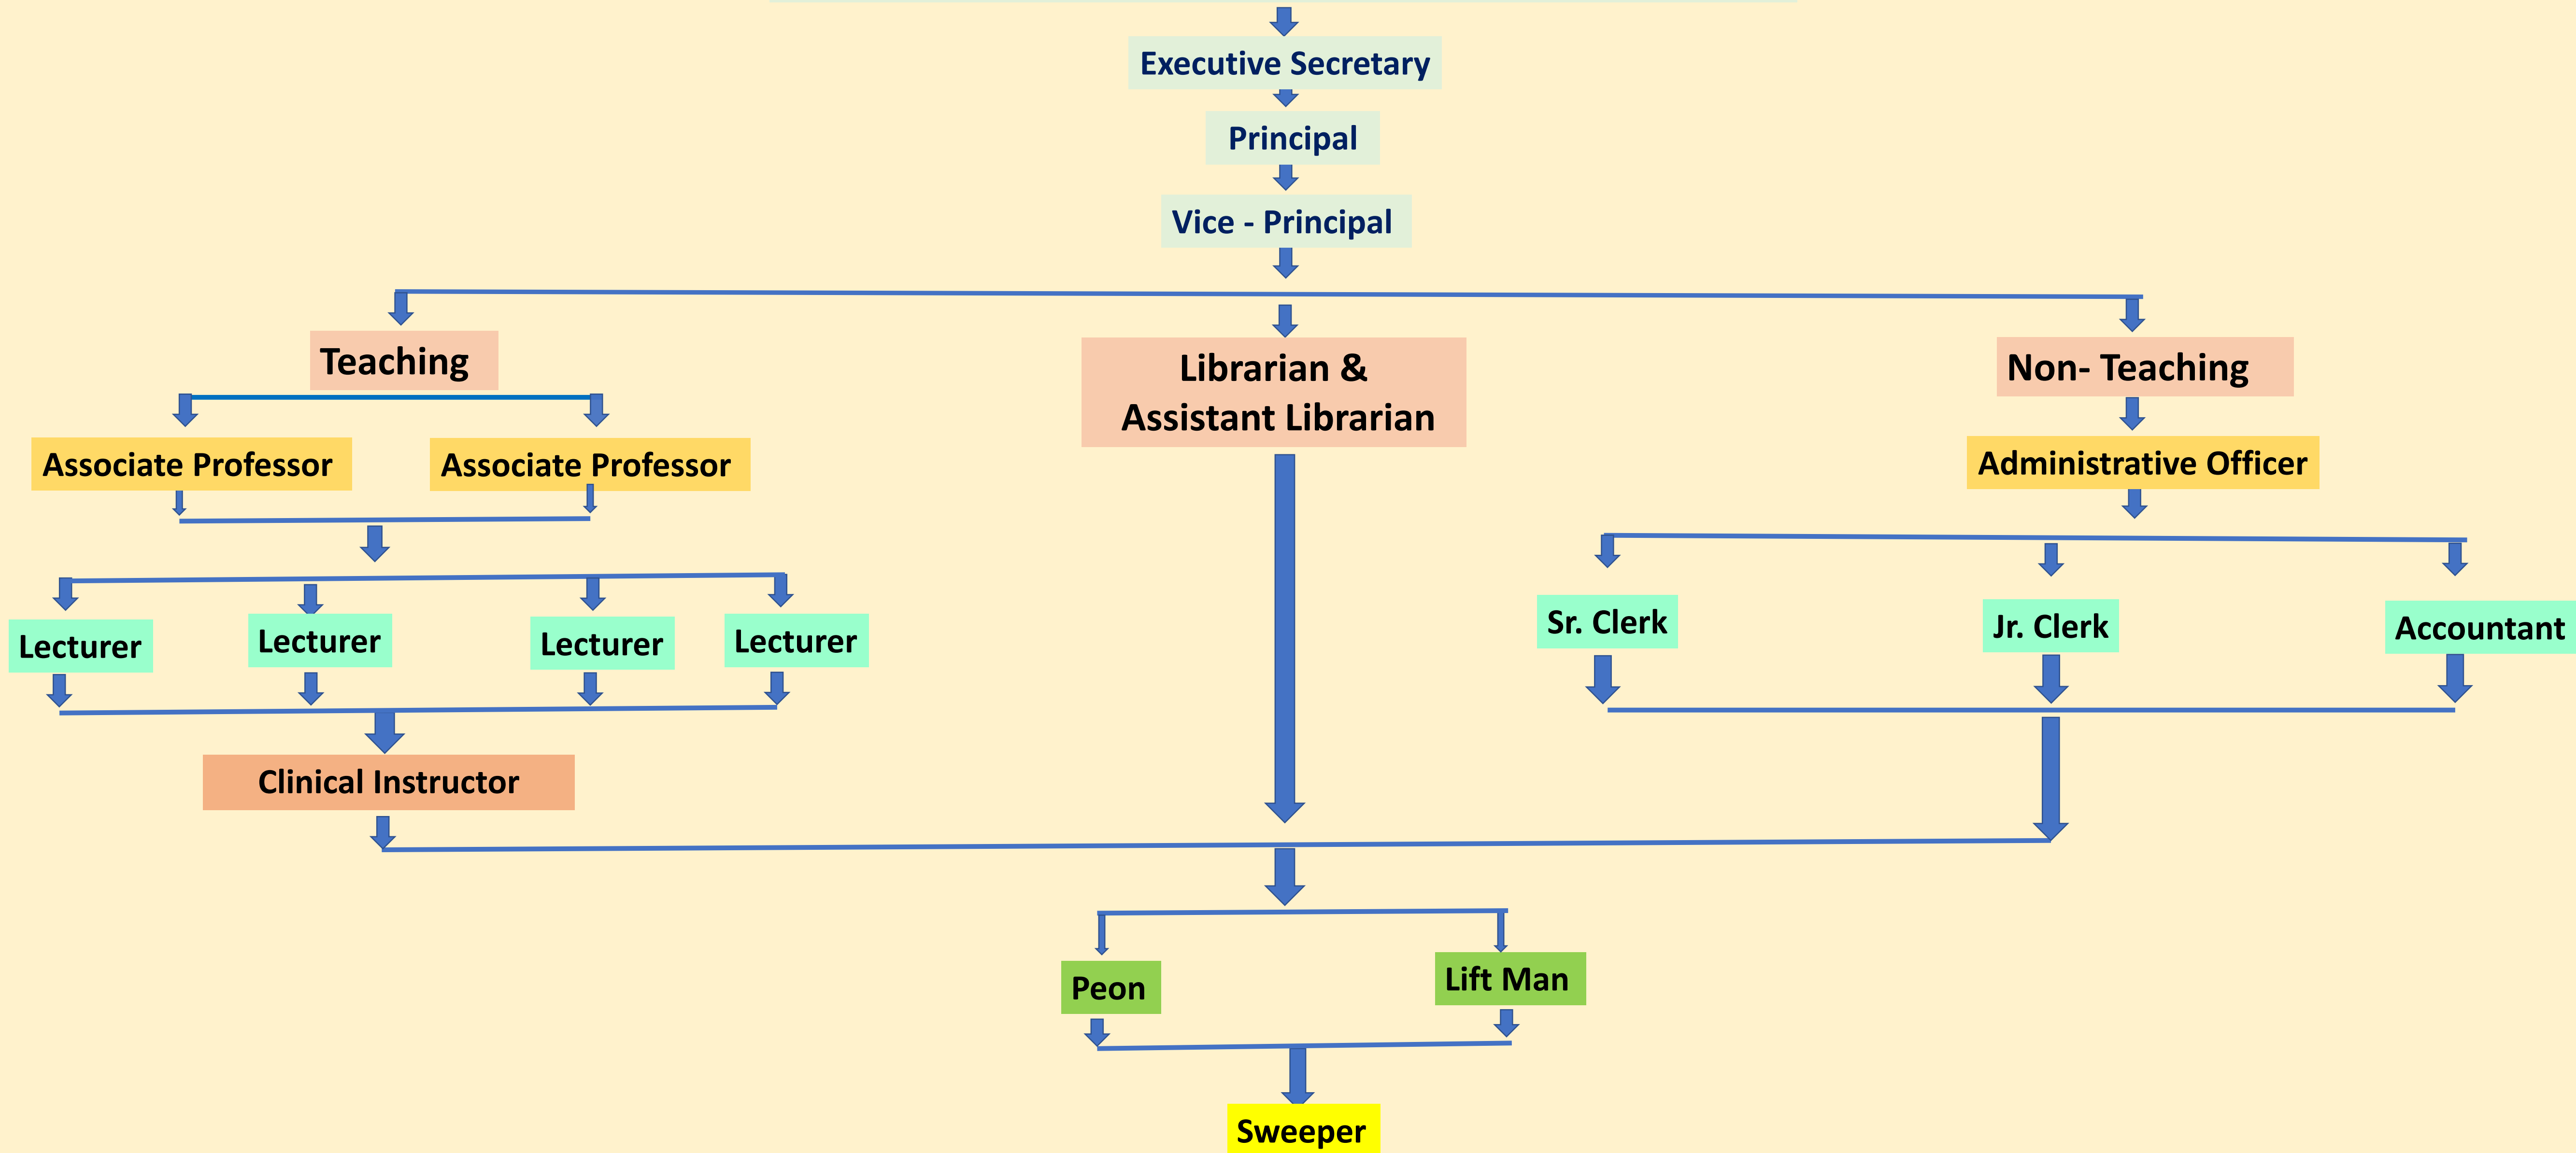 Executive Secretary
Principal
Vice - Principal
Teaching
Librarian &
Assistant Librarian
Non- Teaching
Associate Professor
Associate Professor
Administrative Officer
Lecturer
Lecturer
Lecturer
Lecturer
Sr. Clerk
Jr. Clerk
Accountant
Clinical Instructor
Peon
Lift Man
Sweeper